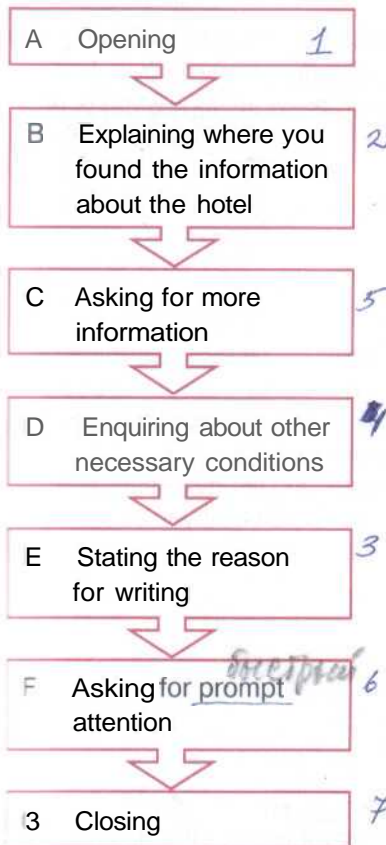 A Opening 1
B Explaining where you 2
found the information
about the hotel
C Asking for more 5
information
D Enquiring about other 4
necessary conditions
E Stating the reason 3
for writing
быстрый
F Asking for prompt 6
attention
3 Closing 7